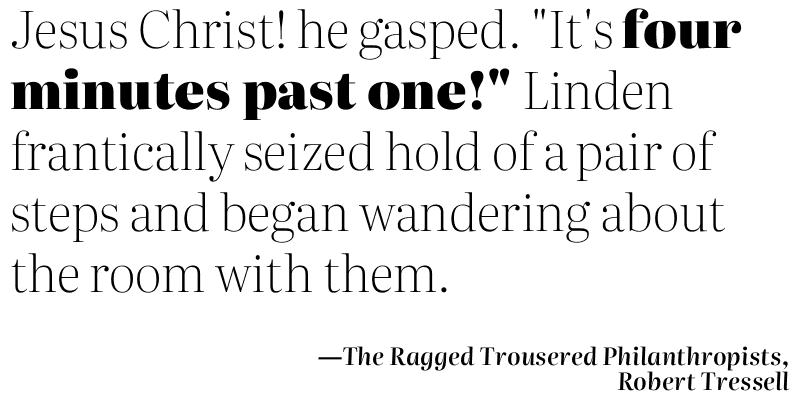 Jesus Christ! he gasped. "It's four
minutes past one!" Linden
frantically seized hold of a pair of
steps and began wandering about
the room with them.
—The Ragged Trousered Philanthropists,
Robert Tressell